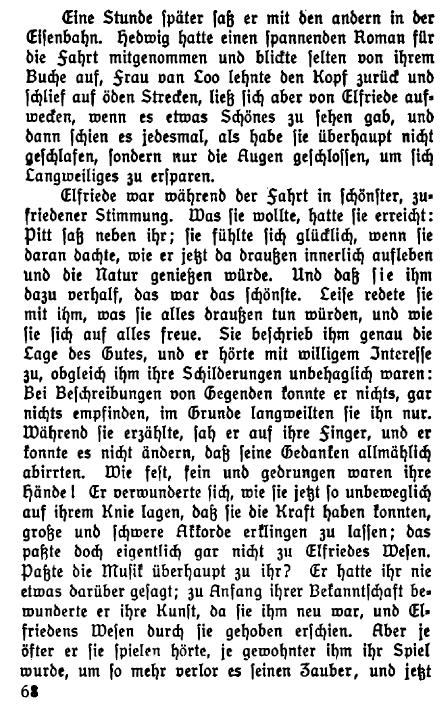 Eine Stunde ſpäter ſaß er mit den andern in der
Eiſenbahn. Hedwig hatte einen ſpannenden Roman für
die Fahrt mitgenommen und blickte ſelten von ihrem
Buche auf, Frau van Loo lehnte den Kopf zurück und
ſchlief auf öden Strecken, ließ ſich aber von Elfriede auf-
wecken, wenn es etwas Schönes zu ſehen gab, und
dann ſchien es jedesmal, als habe ſie überhaupt nicht
geſchlafen, ſondern nur die Augen geſchloſſen, um ſich
Langweiliges zu erſparen.
Elfriede war während der Fahrt in ſchönſter, zu-
friedener Stimmung. Was ſie wollte, hatte ſie erreicht:
Pitt ſaß neben ihr; ſie fühlte ſich glücklich, wenn ſie
daran dachte, wie er jetzt da draußen innerlich aufleben
und die Natur genießen würde. Und daß ſie ihm
dazu verhalf, das war das ſchönſte. Leiſe redete ſie
mit ihm, was ſie alles draußen tun würden, und wie
ſie ſich auf alles freue. Sie beſchrieb ihm genau die
Lage des Gutes, und er hörte mit willigem Intereſſe
zu, obgleich ihm ihre Schilderungen unbehaglich waren:
Bei Beſchreibungen von Gegenden konnte er nichts, gar
nichts empfinden, im Grunde langweilten ſie ihn nur.
Während ſie erzählte, ſah er auf ihre Finger, und er
konnte es nicht ändern, daß ſeine Gedanken allmählich
abirrten. Wie feſt, fein und gedrungen waren ihre
Hände! Er verwunderte ſich, wie ſie jetzt ſo unbeweglich
auf ihrem Knie lagen, daß ſie die Kraft haben konnten,
große und ſchwere Akkorde erklingen zu laſſen; das
paßte doch eigentlich gar nicht zu Elfriedes Weſen.
Paßte die Muſik überhaupt zu ihr? Er hatte ihr nie
etwas darüber geſagt; zu Anfang ihrer Bekanntſchaft be-
wunderte er ihre Kunſt, da ſie ihm neu war, und El-
friedens Weſen durch ſie gehoben erſchien. Aber je
öfter er ſie ſpielen hörte, je gewohnter ihm ihr Spiel
wurde, um ſo mehr verlor es ſeinen Zauber, und jetzt
68